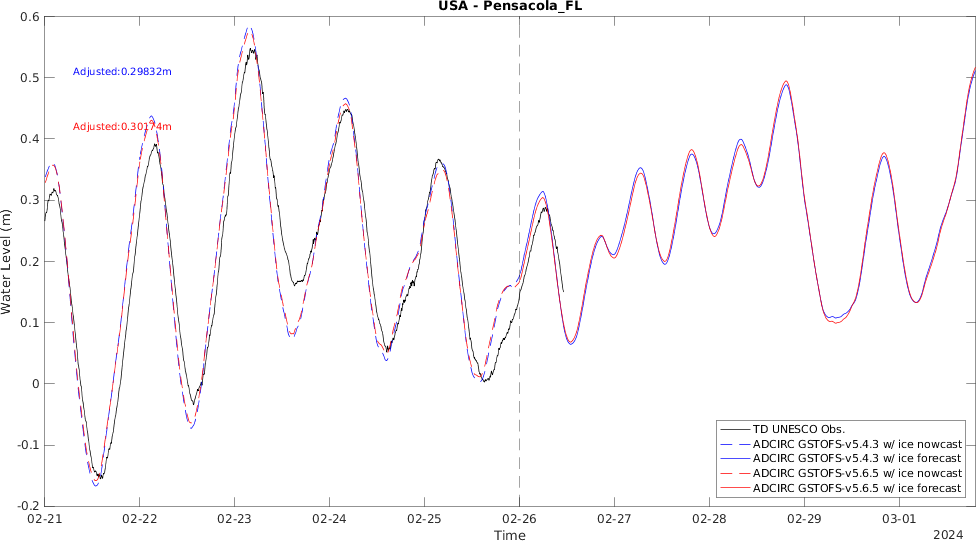 USA - Pensacola_FL
0.6
0.5
0.4
0.3
0.2
0.1
0
-0.1
-0.2
Water Level (m)
Adjusted:0.29832m
Adjusted:0.30174m
TD UNESCO Obs.
ADCIRC GSTOFS-v5.4.3 w/ ice nowcast
ADCIRC GSTOFS-v5.4.3 w/ ice forecast
ADCIRC GSTOFS-v5.6.5 w/ ice nowcast
ADCIRC GSTOFS-v5.6.5 w/ ice forecast
02-21 02-22 02-23 02-24 02-25 02-26 02-27 02-28 02-29 03-01
Time
2024